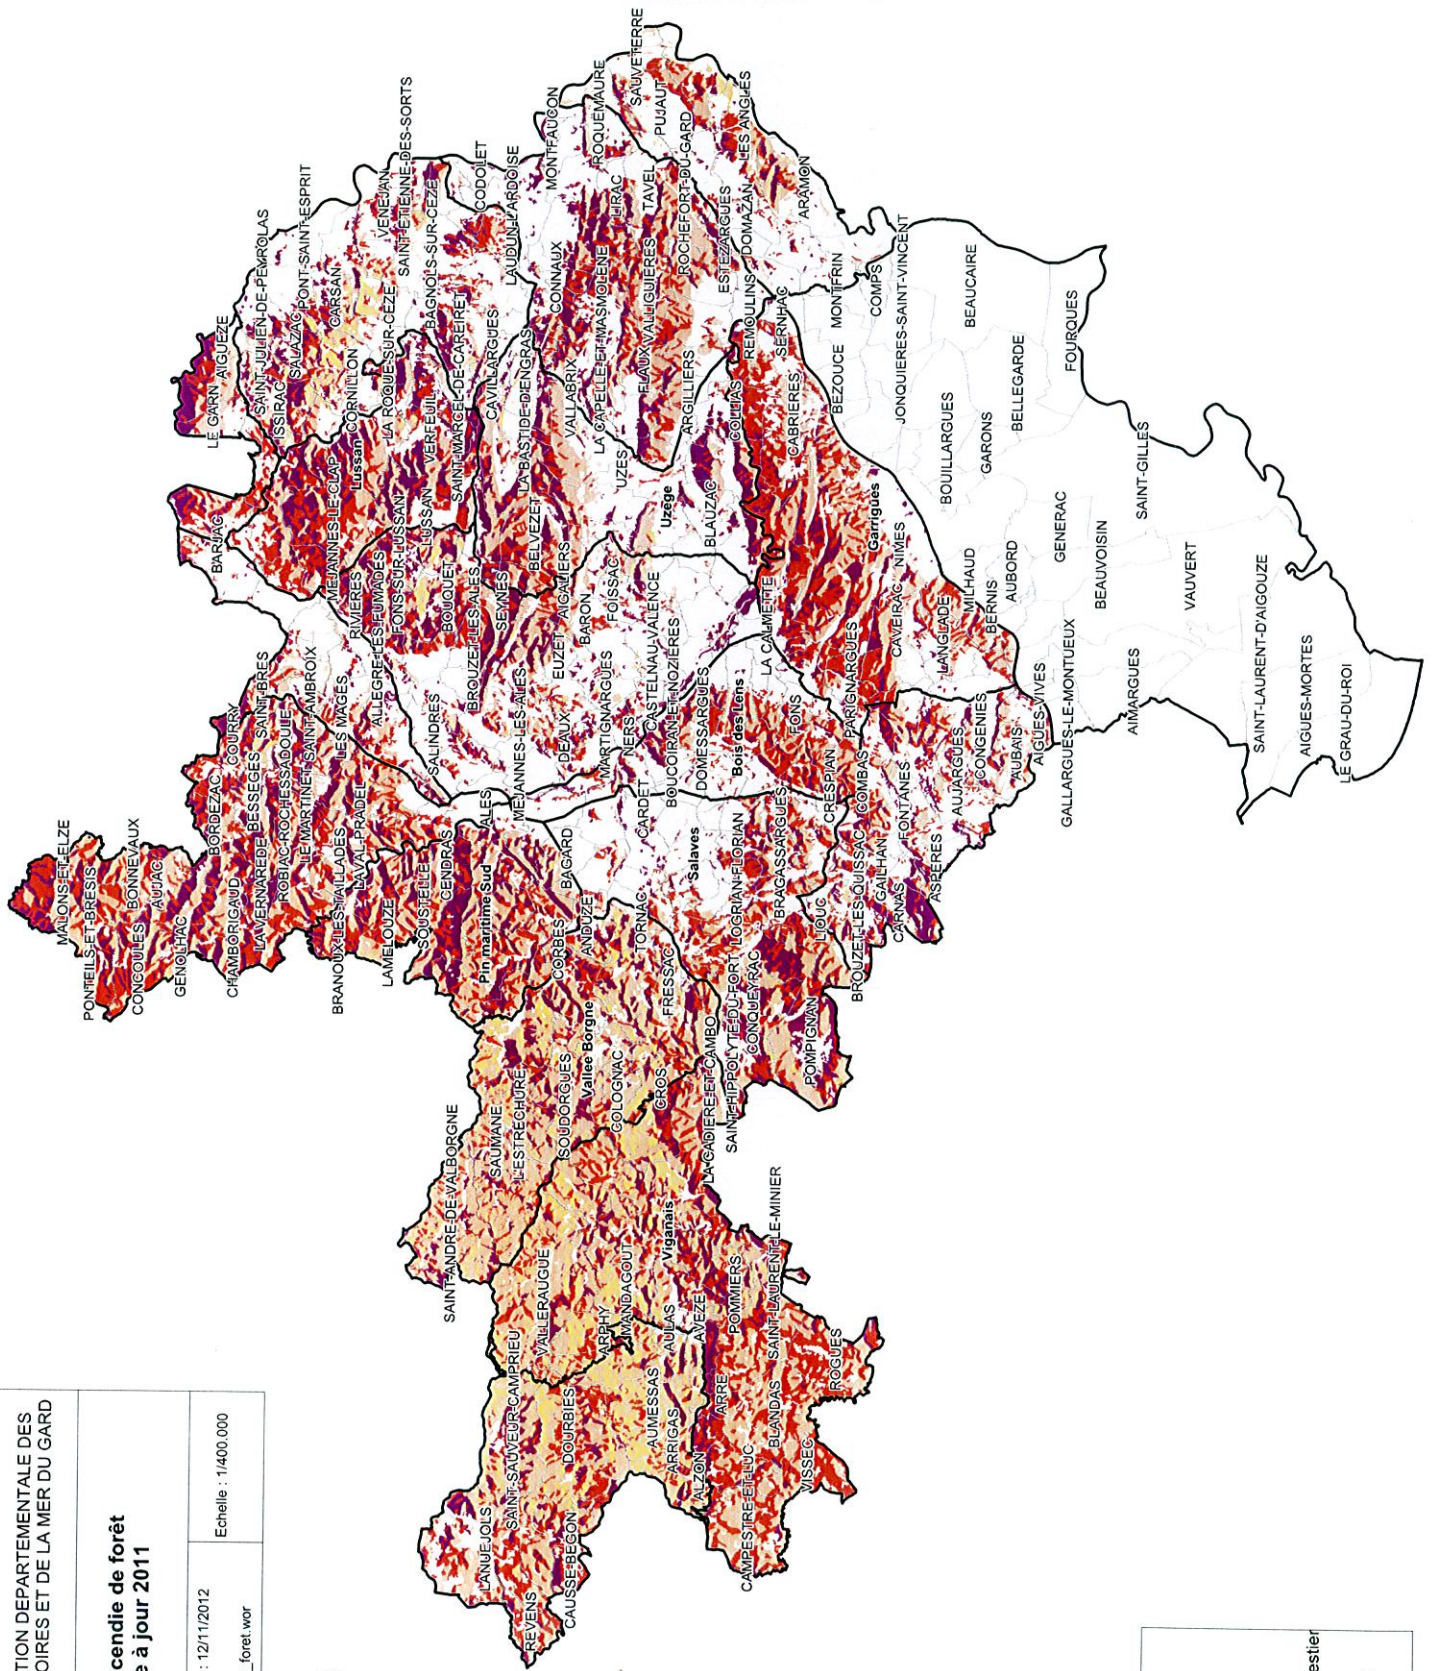 TION DEPARTEMENTALE DES
OIRES ET DE LA MER DU GARD
cendie de forêt
e à jour 2011
: 12/11/2012
Echelle : 1/400.000
_foret.wor
estier
MALONS-ET-ELZE
PONTEILS-ET-BRESIS
CONCOULES
BONNEVAUX
AUJAC
GENOLHAC
CHAMBORIGAUD
BORDEZAC
LA VERNAREDE
BESSEGES
COURRY
SAINT-BRES
ROBIAC-ROCHESSADOULE
LE MARTINET
SAINT-AMBROIX
BRANOUX-LES-TAILLADES
LES MAGES
LAVAL-PRADEL
LAMELOUZE
SOUSTELLE
CENDRAS
Pin maritime Sud
ALES
SALINDRES
MEJANNES-LES-ALES
BAGARD
CORBES
ANDUZE
TORNAC
CARDET
Vallee Borgne
SAINT-ANDRE-DE-VALBORGNE
SAUMANE
L'ESTRECHURE
SOUDORGUES
COLOGNAC
FRESSAC
CROS
LA CADIERE-ET-CAMBO
SAINT-HIPPOLYTE-DU-FORT
CONQUEYRAC
POMPIGNAN
LOGRIAN-FLORIAN
Salaves
BRAGASSARGUES
LIOUC
BROUZET-LES-QUISSAC
CRESPIAN
COMBAS
GAILHAN
CARNAS
FONTANES
ASPERES
AUJARGUES
CONGENIES
AUBAIS
AIGUES-VIVES
GALLARGUES-LE-MONTUEUX
AIMARGUES
VALLERAUGUE
ARPHY
MANDAGOUT
AULAS
AVEZE
Viganais
POMMIERS
SAINT-LAURENT-LE-MINIER
ROGUES
BLANDAS
VISSEC
ARRE
CAMPESTRE-ET-LUC
ALZON
ARRIGAS
AUMESSAS
DOURBIES
SAINT-SAUVEUR-CAMPRIEU
LANUEJOLS
CAUSSE-BEGON
REVENS
BARJAC
LE GARN
AIGUEZE
SAINT-JULIEN-DE-PEYROLAS
ISSIRAC
SALAZAC
PONT-SAINT-ESPRIT
CARSAN
CORNILLON
MEJANNES-LE-CLAP
Lussan
LA ROQUE-SUR-CEZE
VENEJAN
SAINT-ETIENNE-DES-SORTS
BAGNOLS-SUR-CEZE
CODOLET
LAUDUN-L'ARDOISE
RIVIERES
ALLEGRE-LES-FUMADES
FONS-SUR-LUSSAN
LUSSAN
VERFEUIL
SAINT-MARCEL-DE-CAREIRET
CAVILLARGUES
BOUQUET
BROUZET-LES-ALES
SEYNES
BELVEZET
LA BASTIDE-D'ENGRAS
CONNAUX
MONTFAUCON
ROQUEMAURE
SAUVETERRE
PUJAUT
LES ANGLES
LIRAC
TAVEL
ROCHEFORT-DU-GARD
VALLABRIX
LA CAPELLE-ET-MASMOLENE
VALLIGUIERES
FLAUX
ARGILLIERS
UZES
Uzège
BLAUZAC
COLLIAS
REMOULINS
ESTEZARGUES
DOMAZAN
ARAMON
EUZET
AIGALIERS
BARON
FOISSAC
DEAUX
MARTIGNARGUES
NERS
CASTELNAU-VALENCE
BOUCOIRAN-ET-NOZIERES
DOMESSARGUES
Bois des Lens
FONS
LA CALMETTE
PARIGNARGUES
CAVEIRAC
NIMES
Garrigues
CABRIERES
SERNHAC
BEZOUCE
MONTFRIN
COMPS
JONQUIERES-SAINT-VINCENT
BEAUCAIRE
BOUILLARGUES
GARONS
BELLEGARDE
FOURQUES
LANGLADE
MILHAUD
BERNIS
AUBORD
GENERAC
BEAUVOISIN
SAINT-GILLES
VAUVERT
SAINT-LAURENT-D'AIGOUZE
AIGUES-MORTES
LE GRAU-DU-ROI